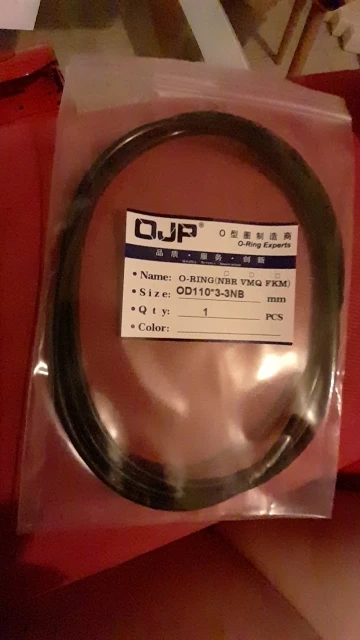 OJP®
O 型圈制造商
O-Ring Experts
品质·服务·创新
• Name: O-RING(□NBR □VMQ □FKM)
• Size: OD110*3-3NB mm
• Qty: 1 PCS
• Color: